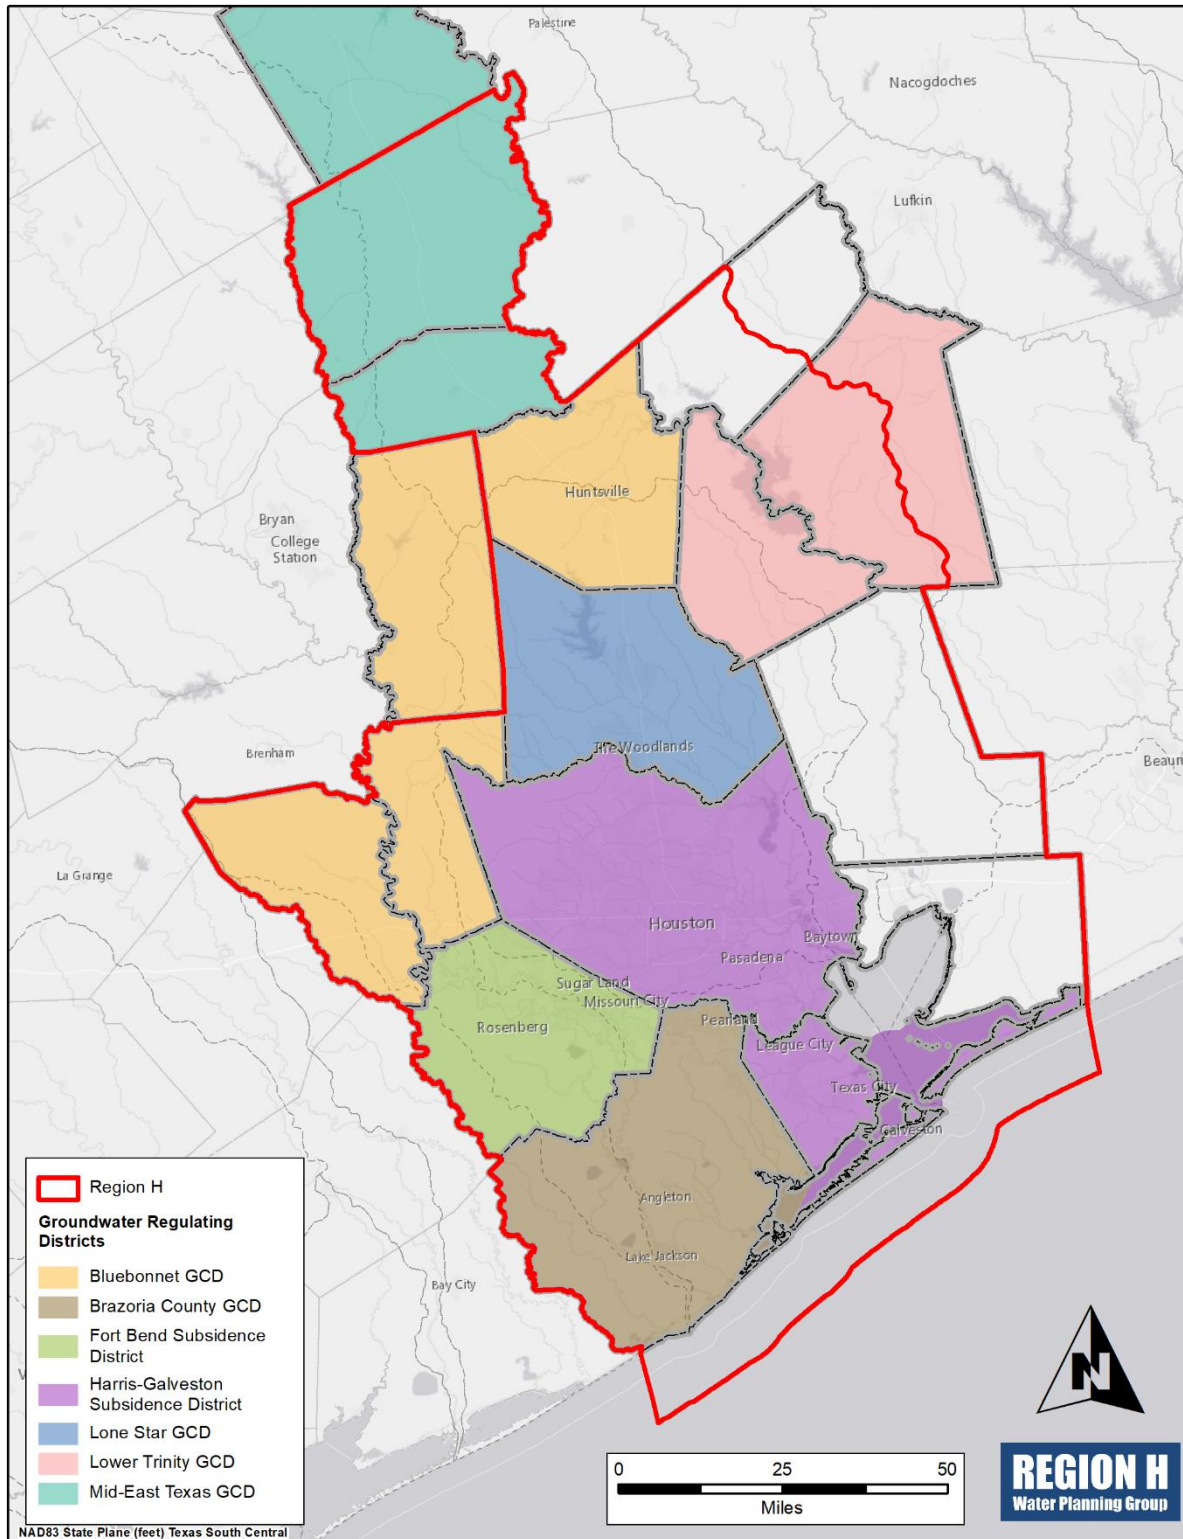 Palestine
Nacogdoches
Lufkin
Huntsville
Bryan
College
Station
The Woodlands
Brenham
La Grange
Houston
Baytown
Pasadena
Sugar Land
Missouri City
Rosenberg
Pearland
League City
Texas City
Galveston
Angleton
Lake Jackson
Bay City
Region H
Groundwater Regulating
Districts
Bluebonnet GCD
Brazoria County GCD
Fort Bend Subsidence
District
Harris-Galveston
Subsidence District
Lone Star GCD
Lower Trinity GCD
Mid-East Texas GCD
NAD83 State Plane (feet) Texas South Central
0 25 50
Miles
N
REGION H
Water Planning Group